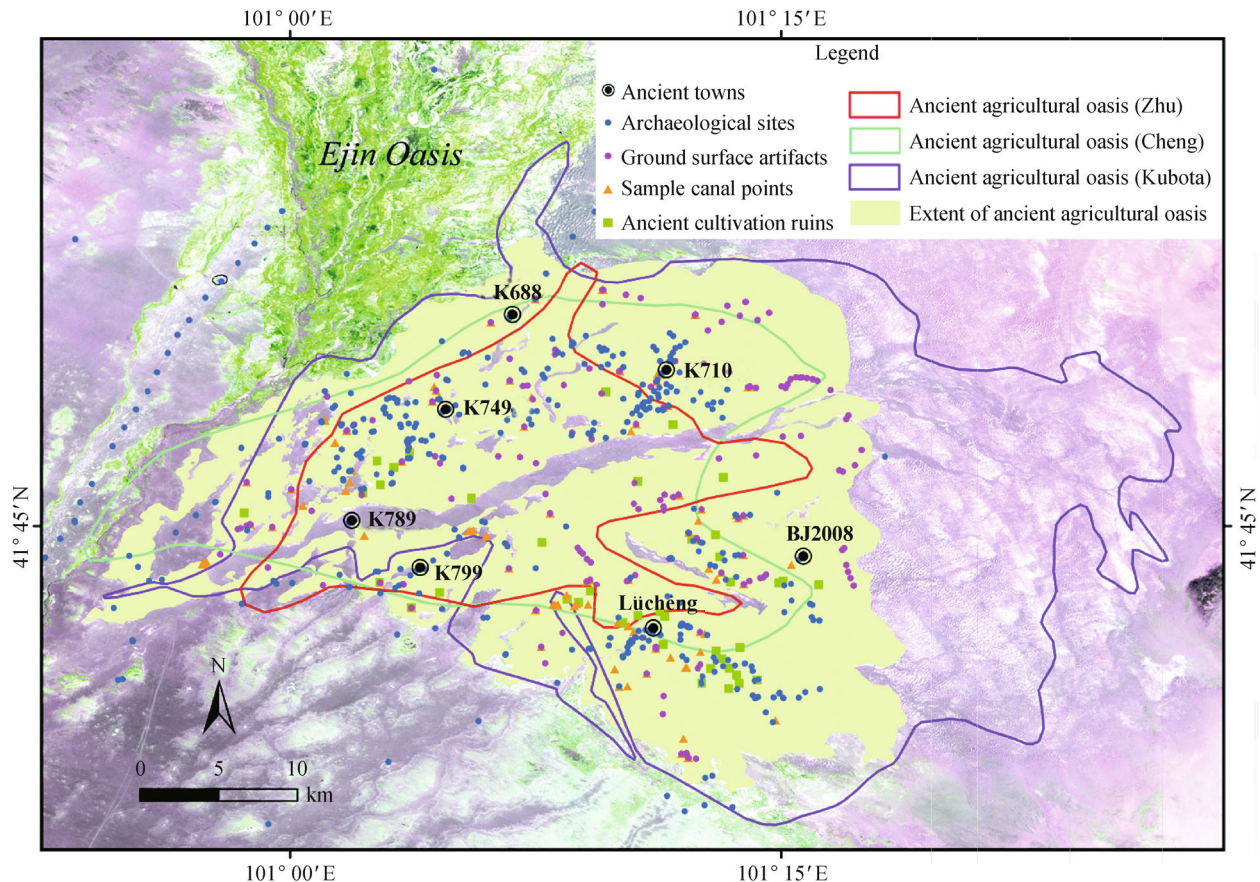 101° 00′ E
101° 15′ E
Legend
Ancient towns
Archaeological sites
Ground surface artifacts
Sample canal points
Ancient cultivation ruins
Ancient agricultural oasis (Zhu)
Ancient agricultural oasis (Cheng)
Ancient agricultural oasis (Kubota)
Extent of ancient agricultural oasis
Ejin Oasis
K688
K710
K749
K789
K799
BJ2008
Lücheng
41° 45′ N
41° 45′ N
N
0 5 10
km
101° 00′ E
101° 15′ E